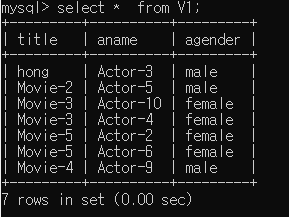 mysql> select *  from V1;
+---------+----------+---------+
| title   | aname    | agender |
+---------+----------+---------+
| hong    | Actor-3  | male    |
| Movie-2 | Actor-5  | male    |
| Movie-3 | Actor-10 | female  |
| Movie-3 | Actor-4  | female  |
| Movie-5 | Actor-2  | female  |
| Movie-5 | Actor-6  | female  |
| Movie-4 | Actor-9  | male    |
+---------+----------+---------+
7 rows in set (0.00 sec)